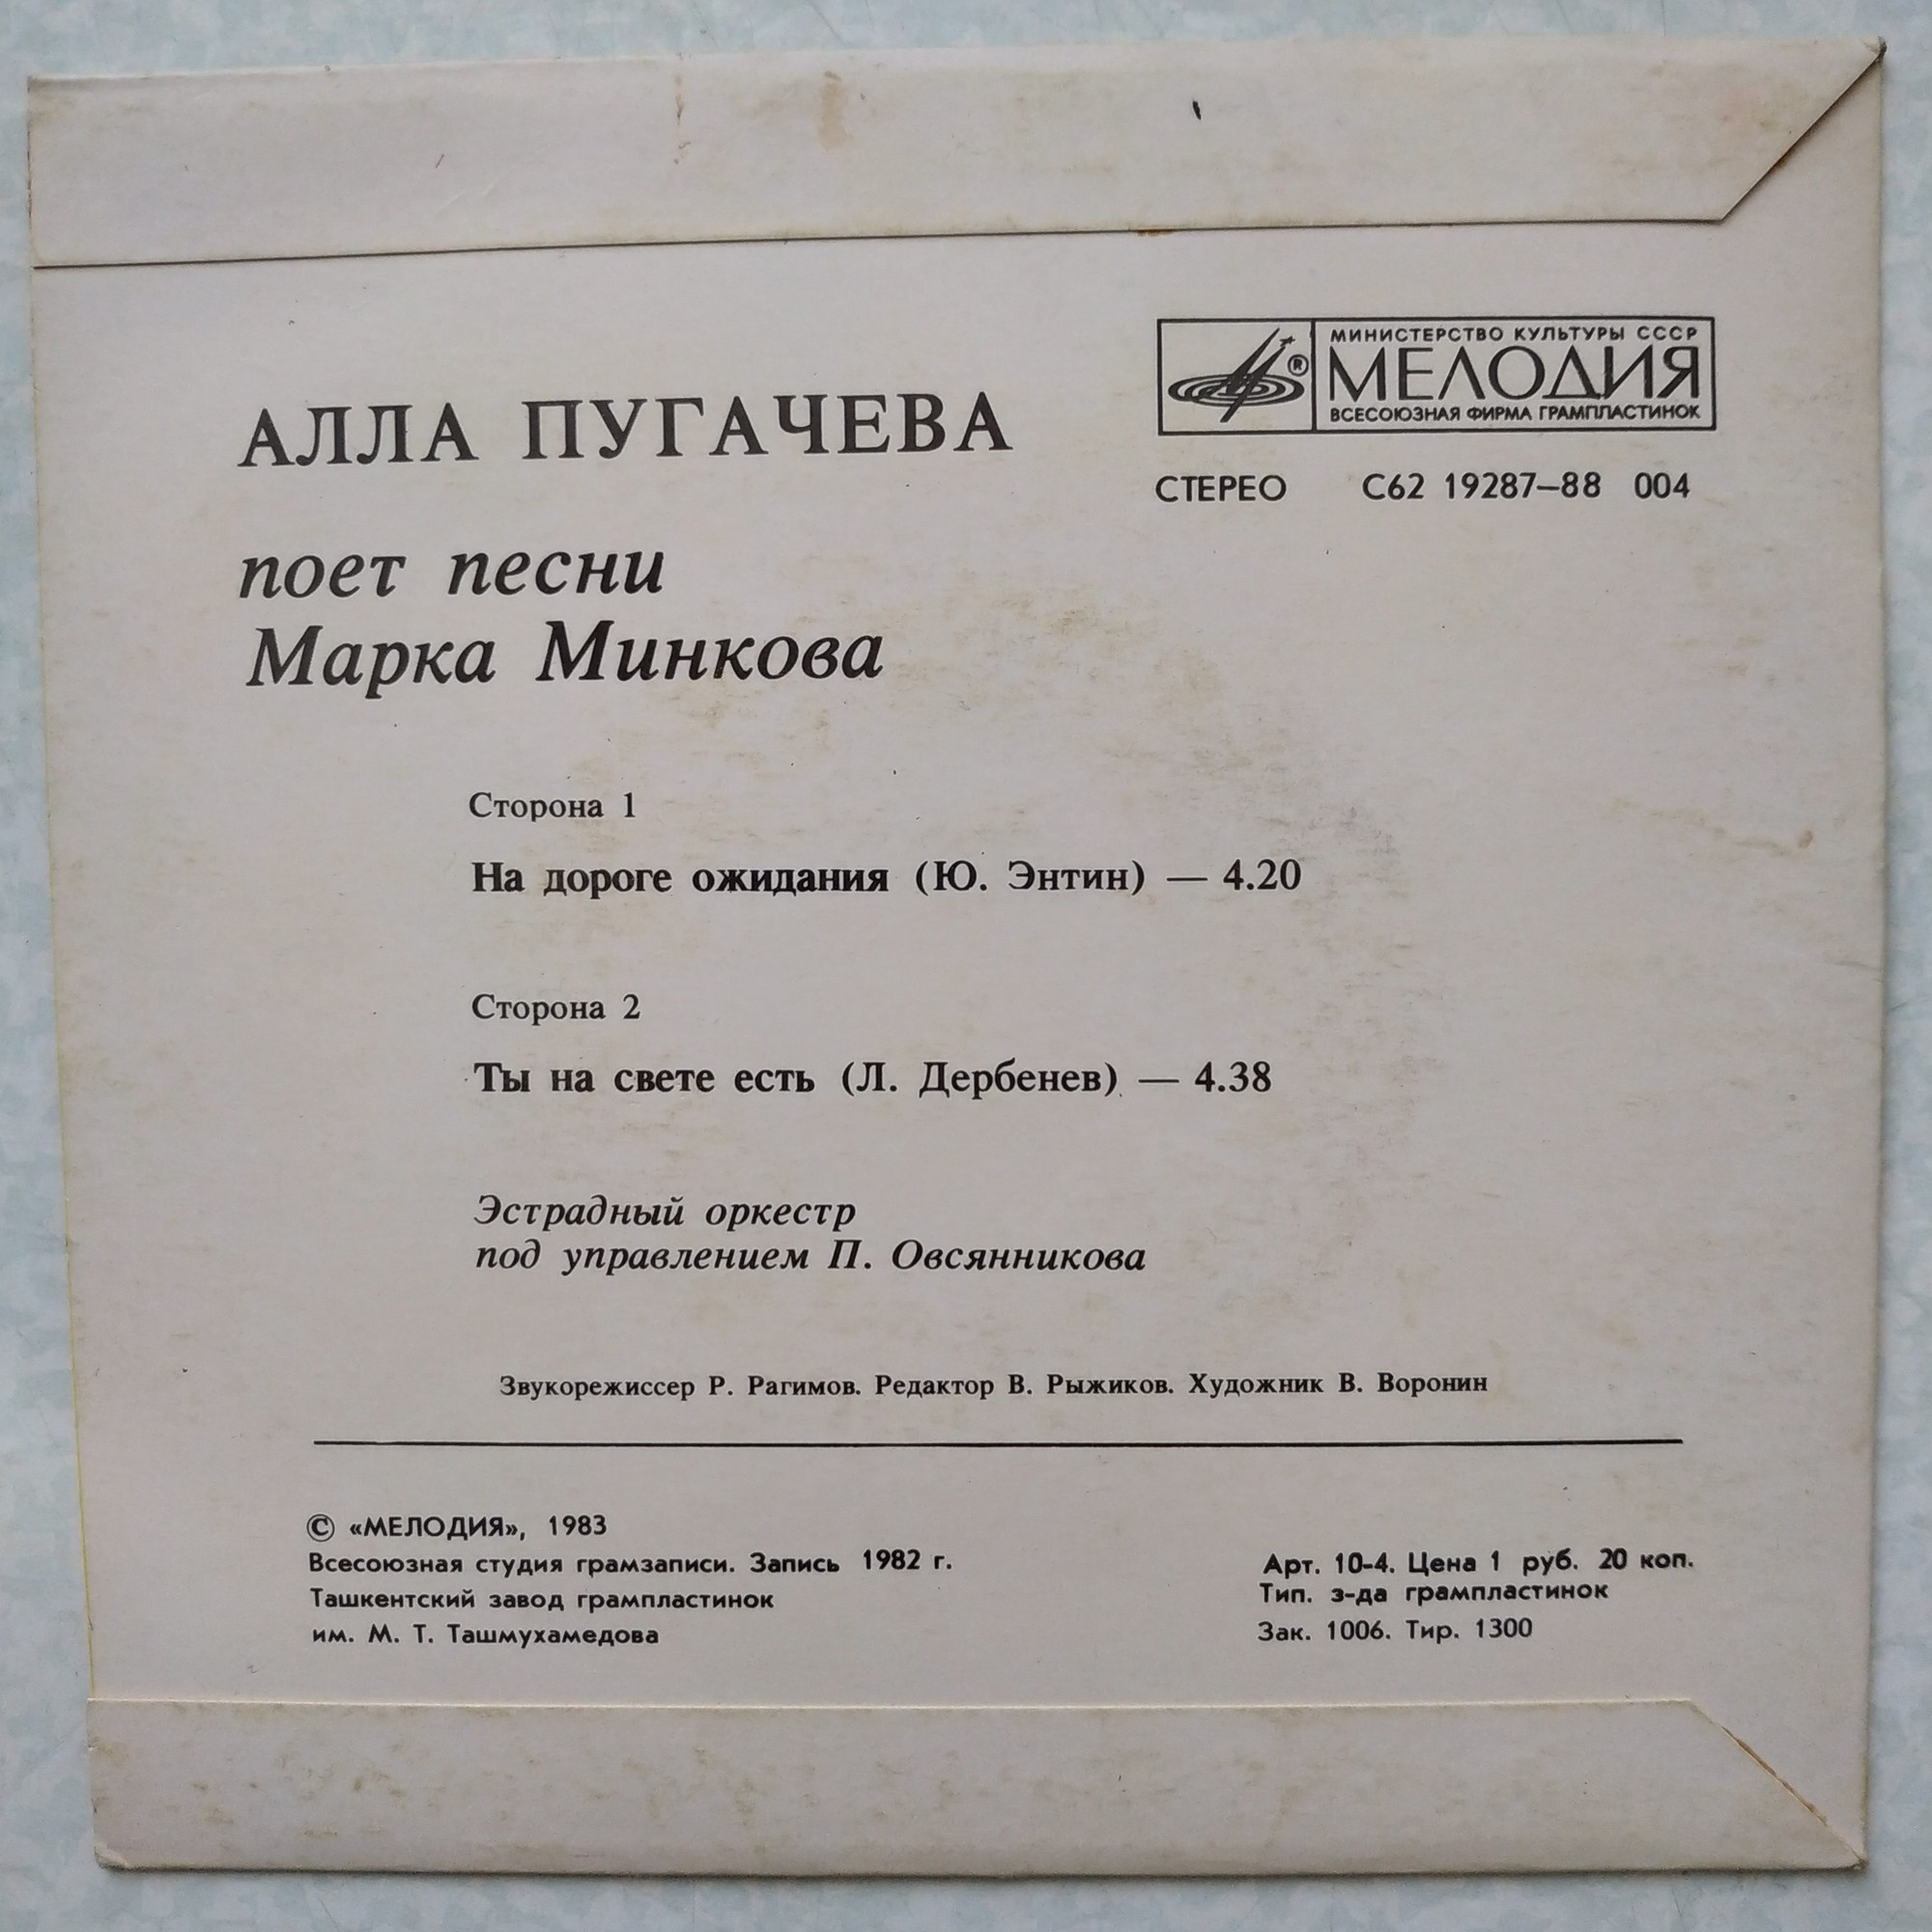 МИНИСТЕРСТВО КУЛЬТУРЫ СССР
МЕЛОДИЯ
ВСЕСОЮЗНАЯ ФИРМА ГРАМПЛАСТИНОК
®
АЛЛА ПУГАЧЕВА
СТЕРЕО С62 19287–88 004
поет песни
Марка Минкова
Сторона 1
На дороге ожидания (Ю. Энтин) — 4.20
Сторона 2
Ты на свете есть (Л. Дербенев) — 4.38
Эстрадный оркестр
под управлением П. Овсянникова
Звукорежиссер Р. Рагимов. Редактор В. Рыжиков. Художник В. Воронин
© «МЕЛОДИЯ», 1983
Всесоюзная студия грамзаписи. Запись 1982 г.
Ташкентский завод грампластинок
им. М. Т. Ташмухамедова
Арт. 10-4. Цена 1 руб. 20 коп.
Тип. з-да грампластинок
Зак. 1006. Тир. 1300